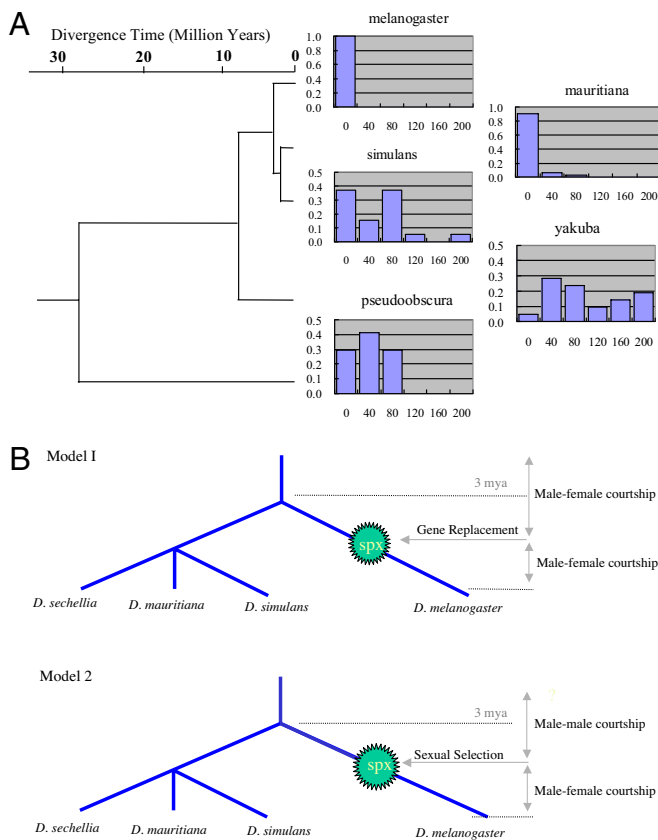 A
Divergence Time (Million Years)
30 20 10 0
melanogaster
1.0
0.8
0.6
0.4
0.2
0.0
0 40 80 120 160 200
mauritiana
1.0
0.8
0.6
0.4
0.2
0.0
0 40 80 120 160 200
simulans
0.5
0.4
0.3
0.2
0.1
0.0
0 40 80 120 160 200
yakuba
0.5
0.4
0.3
0.2
0.1
0.0
0 40 80 120 160 200
pseudoobscura
0.5
0.4
0.3
0.2
0.1
0.0
0 40 80 120 160 200
B
Model I
3 mya
Male-female courtship
Gene Replacement
spx
Male-female courtship
D. sechellia D. mauritiana D. simulans D. melanogaster
Model 2
?
3 mya
Male-male courtship
Sexual Selection
spx
Male-female courtship
D. sechellia D. mauritiana D. simulans D. melanogaster